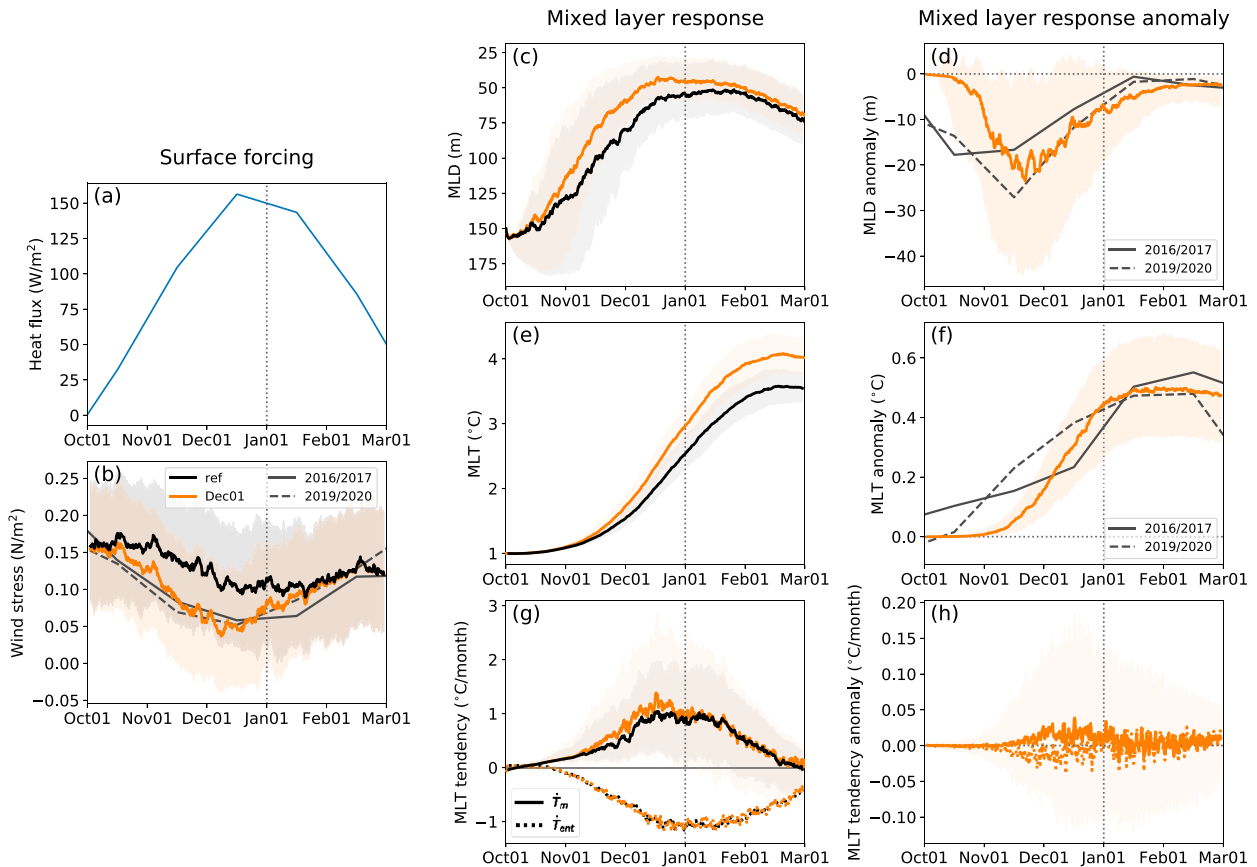 Mixed layer response
Mixed layer response anomaly
Surface forcing
(a)
Heat flux (W/m²)
150
125
100
75
50
25
0
Oct01 Nov01 Dec01 Jan01 Feb01 Mar01
(b)
Wind stress (N/m²)
0.25
0.20
0.15
0.10
0.05
0.00
−0.05
ref
Dec01
2016/2017
2019/2020
Oct01 Nov01 Dec01 Jan01 Feb01 Mar01
(c)
MLD (m)
25
50
75
100
125
150
175
Oct01 Nov01 Dec01 Jan01 Feb01 Mar01
(d)
MLD anomaly (m)
0
−10
−20
−30
−40
2016/2017
2019/2020
Oct01 Nov01 Dec01 Jan01 Feb01 Mar01
(e)
MLT (°C)
4
3
2
1
Oct01 Nov01 Dec01 Jan01 Feb01 Mar01
(f)
MLT anomaly (°C)
0.6
0.4
0.2
0.0
2016/2017
2019/2020
Oct01 Nov01 Dec01 Jan01 Feb01 Mar01
(g)
MLT tendency (°C/month)
3
2
1
0
−1
Ṫm
Ṫent
Oct01 Nov01 Dec01 Jan01 Feb01 Mar01
(h)
MLT tendency anomaly (°C/month)
0.20
0.15
0.10
0.05
0.00
−0.05
−0.10
Oct01 Nov01 Dec01 Jan01 Feb01 Mar01